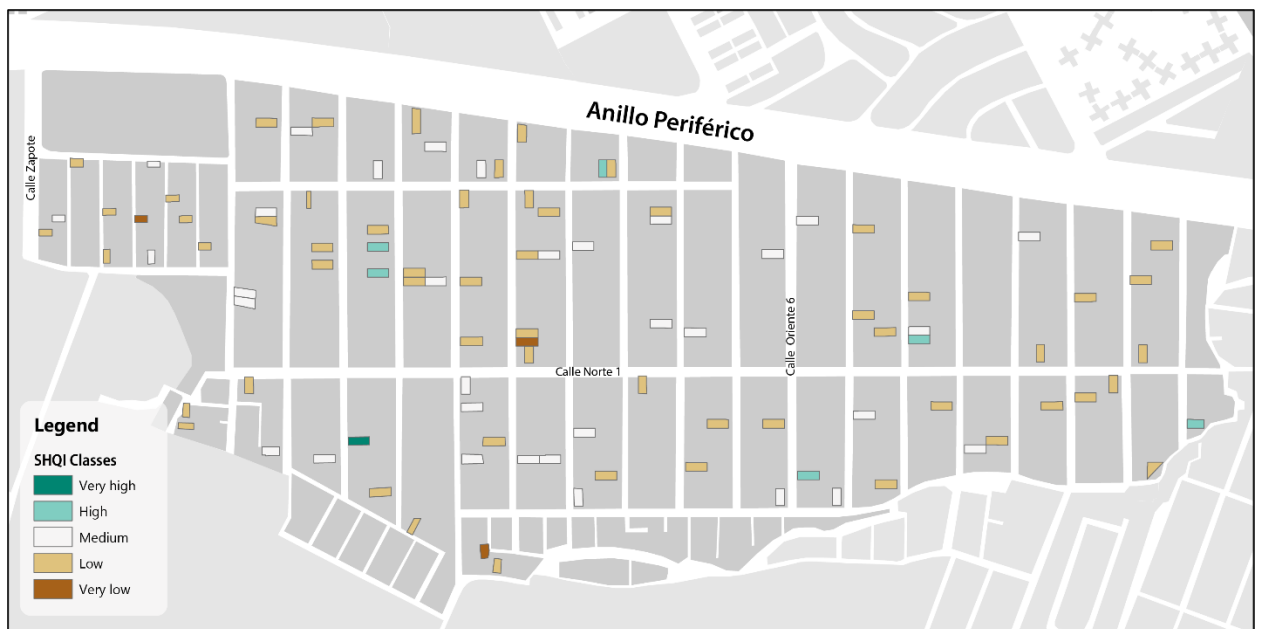 Anillo Periférico
Calle Zapote
Calle Oriente 6
Calle Norte 1
Legend
SHQI Classes
Very high
High
Medium
Low
Very low